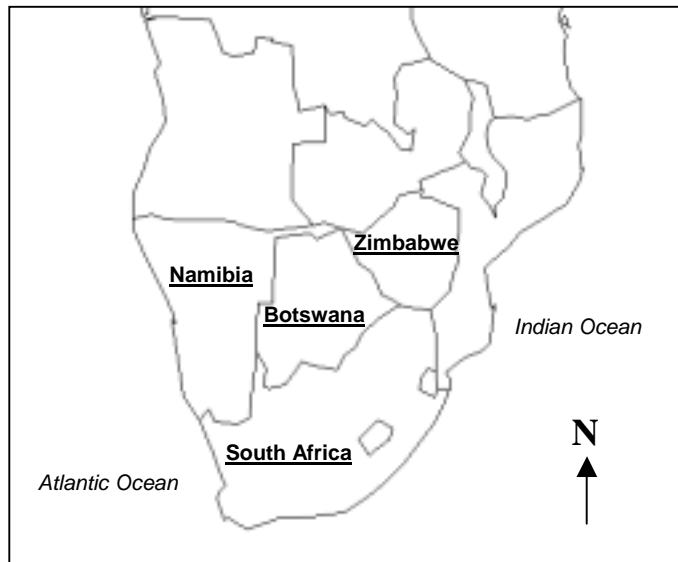 Zimbabwe
Namibia
Botswana
Indian Ocean
N
South Africa
Atlantic Ocean